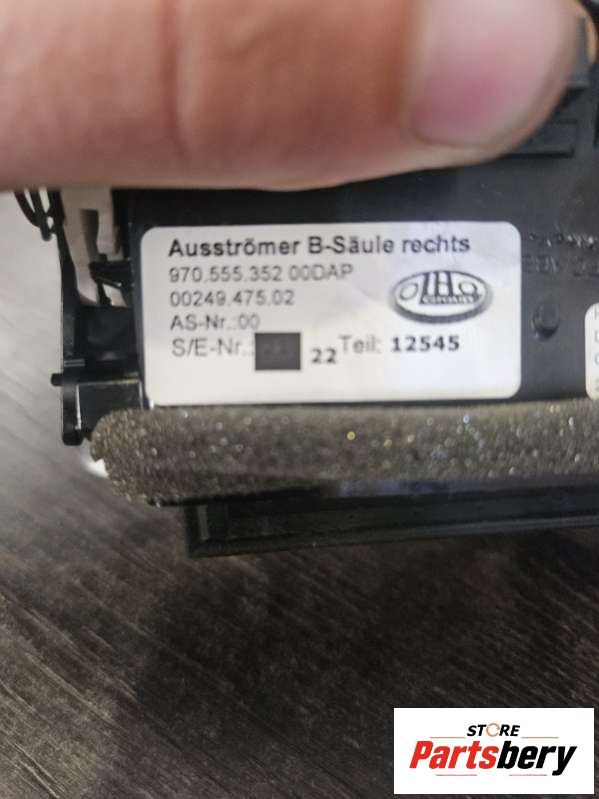 Ausströmer B-Säule rechts
970.555.352 00DAP
00249.475.02
AS-Nr.:00
S/E-Nr.: 22 Teil: 12545
GROUP
STORE
Partsbery